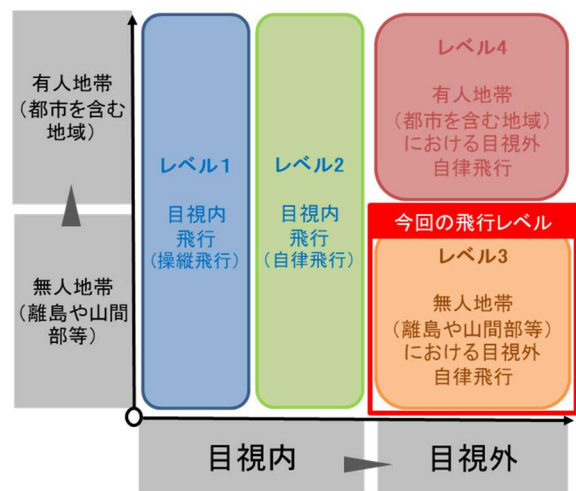 有人地帯
(都市を含む
地域)
無人地帯
(離島や山間
部等)
レベル1
目視内
飛行
(操縦飛行)
レベル2
目視内
飛行
(自律飛行)
レベル4
有人地帯
(都市を含む地域)
における目視外
自律飛行
今回の飛行レベル
レベル3
無人地帯
(離島や山間部等)
における目視外
自律飛行
目視内
目視外